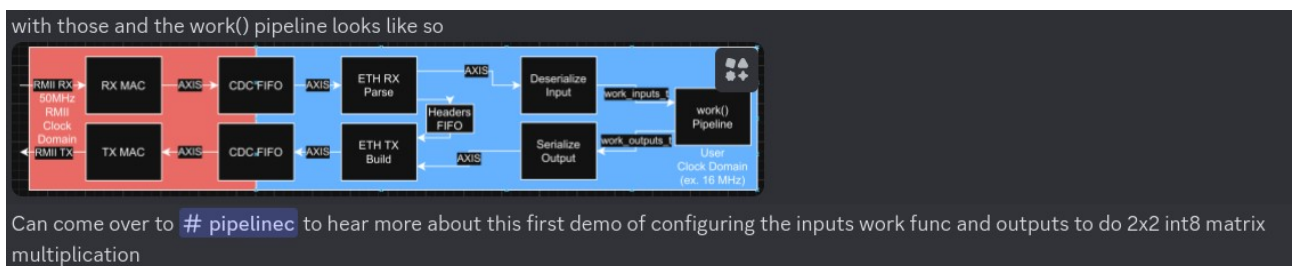 with those and the work() pipeline looks like so
RMII RX
50MHz
RMII
Clock
Domain
RMII TX
RX MAC
AXIS
CDC FIFO
AXIS
ETH RX
Parse
AXIS
Deserialize
Input
work_inputs_t
work()
Pipeline
Headers
FIFO
TX MAC
AXIS
CDC FIFO
AXIS
ETH TX
Build
AXIS
Serialize
Output
work_outputs_t
User
Clock Domain
(ex. 16 MHz)
Can come over to # pipelinec to hear more about this first demo of configuring the inputs work func and outputs to do 2x2 int8 matrix
multiplication